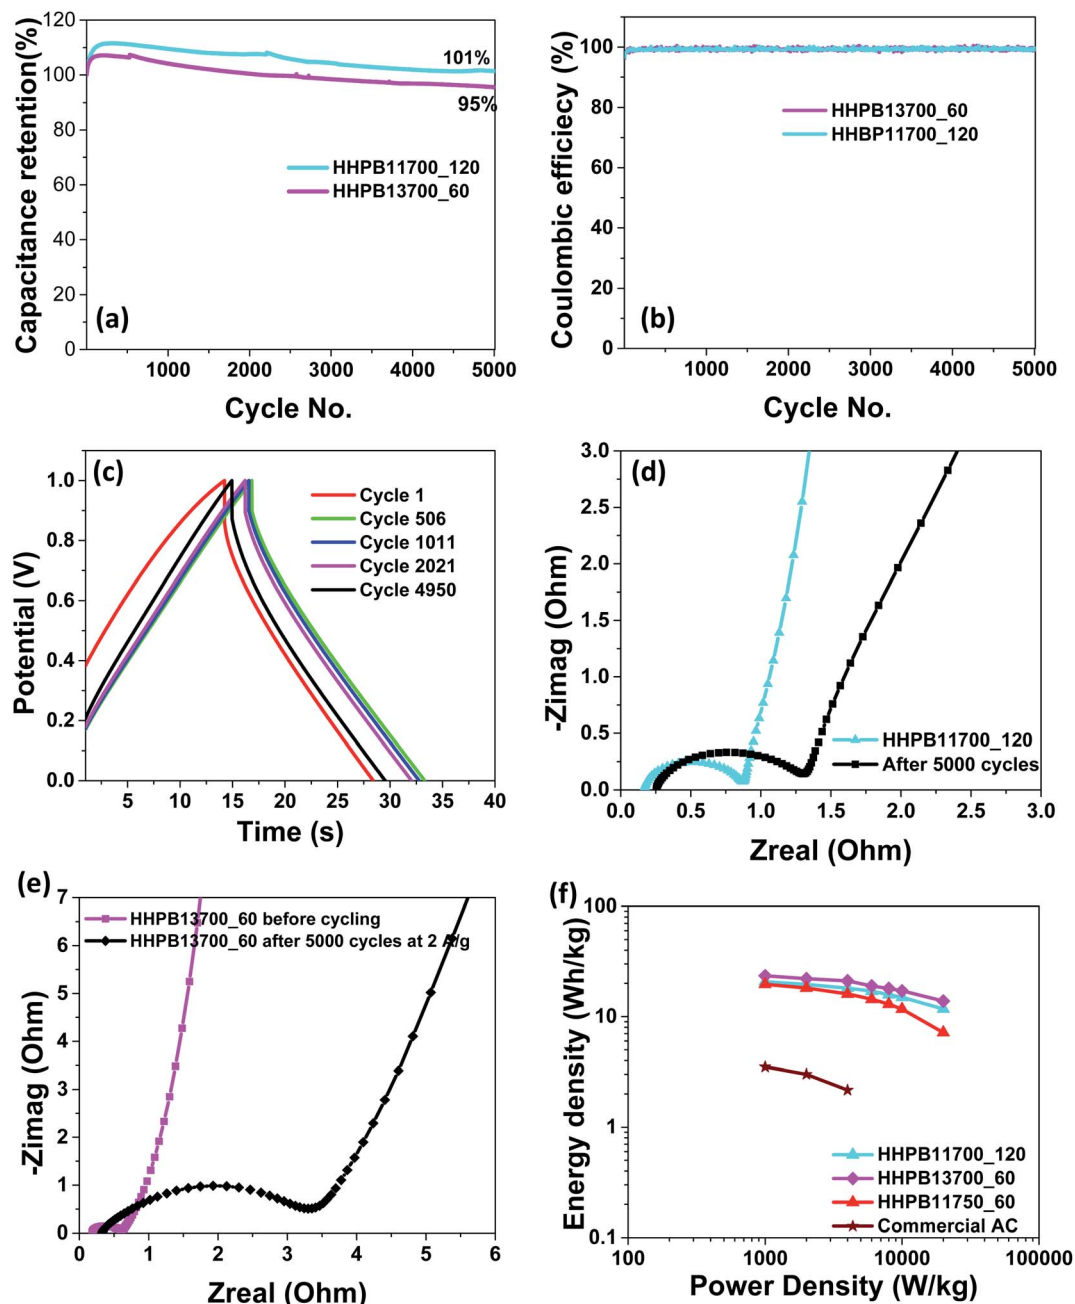 120
100
80
60
40
20
0
Capacitance retention(%)
101%
95%
HHPB11700_120
HHPB13700_60
(a)
1000 2000 3000 4000 5000
Cycle No.
100
80
60
40
20
0
Coulombic efficiecy (%)
HHPB13700_60
HHBP11700_120
(b)
1000 2000 3000 4000 5000
Cycle No.
(c)
1.0
0.8
0.6
0.4
0.2
0.0
Potential (V)
Cycle 1
Cycle 506
Cycle 1011
Cycle 2021
Cycle 4950
5 10 15 20 25 30 35 40
Time (s)
(d)
3.0
2.5
2.0
1.5
1.0
0.5
0.0
-Zimag (Ohm)
HHPB11700_120
After 5000 cycles
0.0 0.5 1.0 1.5 2.0 2.5 3.0
Zreal (Ohm)
(e)
7
6
5
4
3
2
1
0
-Zimag (Ohm)
HHPB13700_60 before cycling
HHPB13700_60 after 5000 cycles at 2 A/g
0 1 2 3 4 5 6
Zreal (Ohm)
(f)
100
10
1
0.1
Energy density (Wh/kg)
HHPB11700_120
HHPB13700_60
HHPB11750_60
Commercial AC
100 1000 10000 100000
Power Density (W/kg)